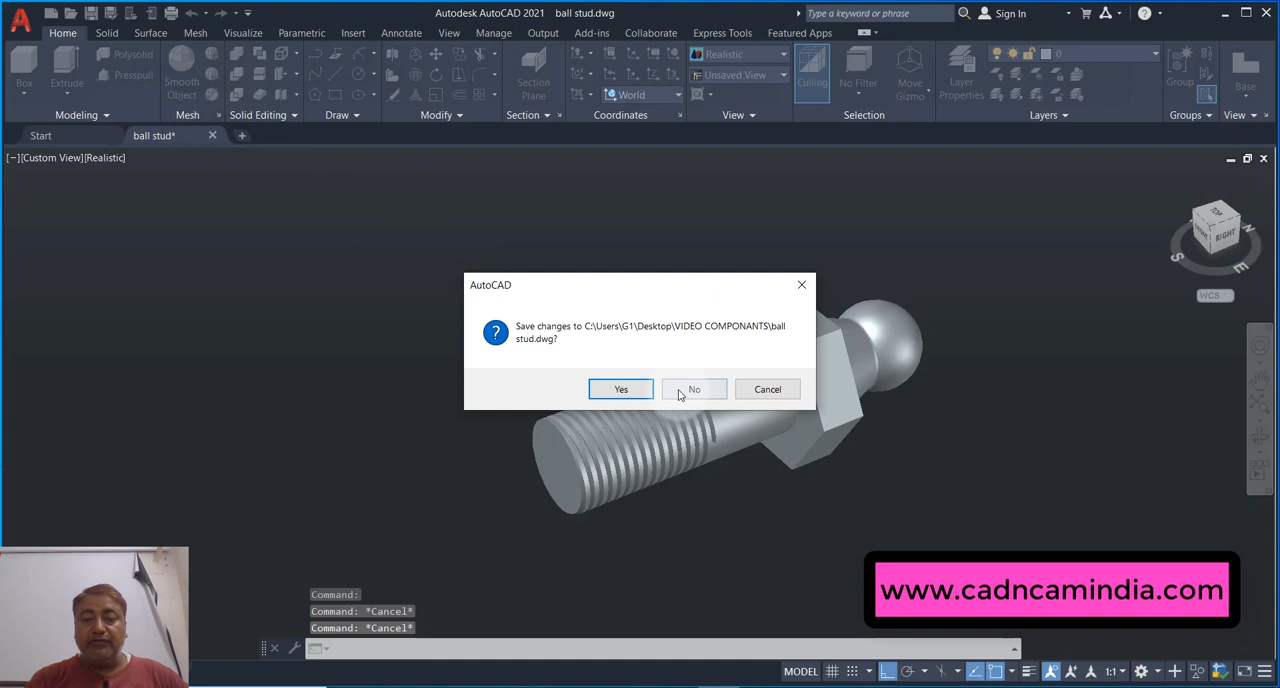 Autodesk AutoCAD 2021 ball stud.dwg
Type a keyword or phrase
Sign In
Home Solid Surface Mesh Visualize Parametric Insert Annotate View Manage Output Add-ins Collaborate Express Tools Featured Apps
Box
Extrude
Polysolid
Presspull
Smooth
Object
Section
Plane
World
Realistic
Unsaved View
Culling
No Filter
Move
Gizmo
Layer
Properties
0
Group
Base
Modeling Mesh Solid Editing Draw Modify Section Coordinates View Selection Layers Groups View
Start
ball stud*
[−][Custom View][Realistic]
TOP
RIGHT
N
S
E
WCS
AutoCAD
Save changes to C:\Users\G1\Desktop\VIDEO COMPONANTS\ball
stud.dwg?
Yes
No
Cancel
www.cadncamindia.com
Command:
Command: *Cancel*
Command: *Cancel*
MODEL
1:1